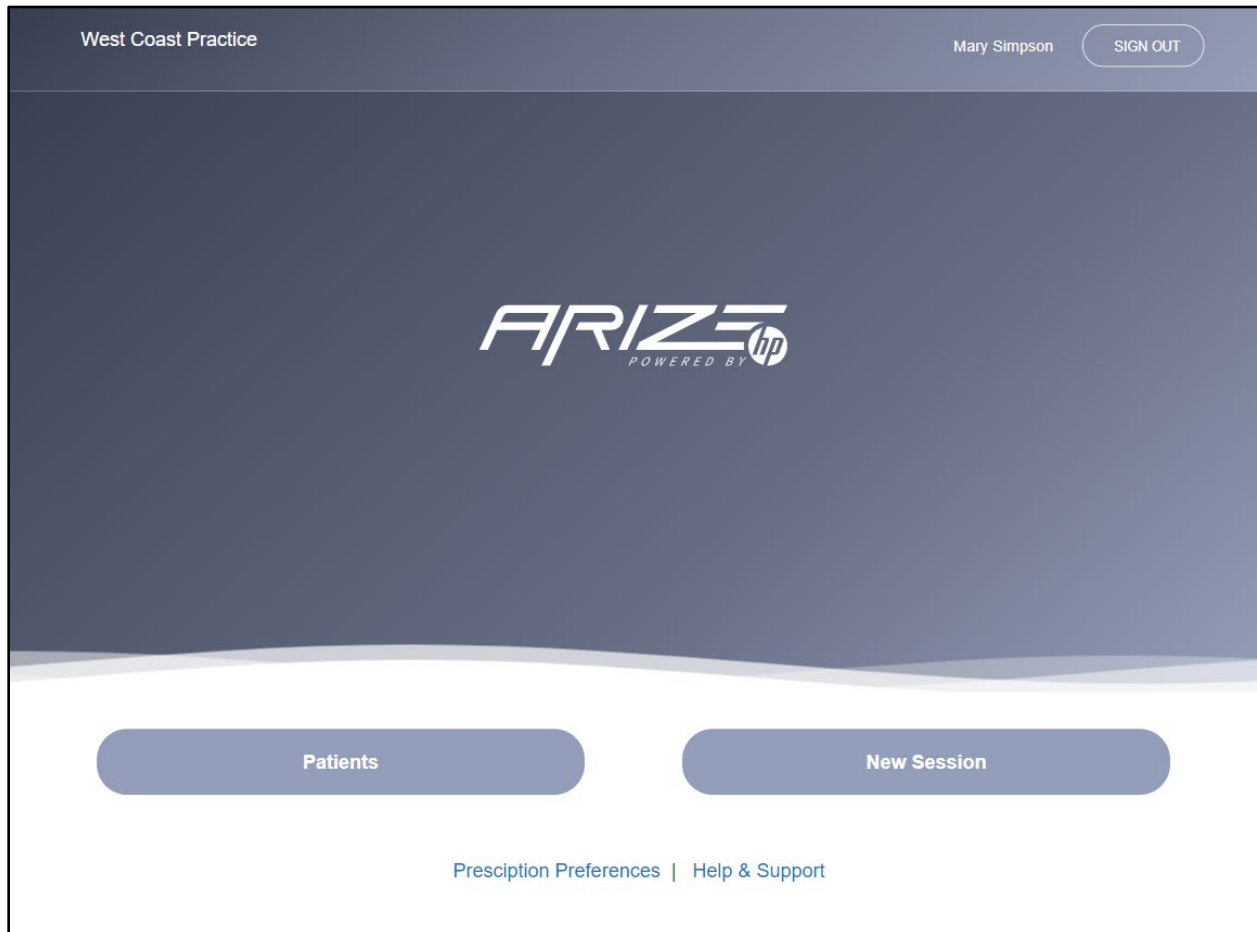 West Coast Practice
Mary Simpson
SIGN OUT
ARIZE
POWERED BY hp
Patients
New Session
Presciption Preferences | Help & Support